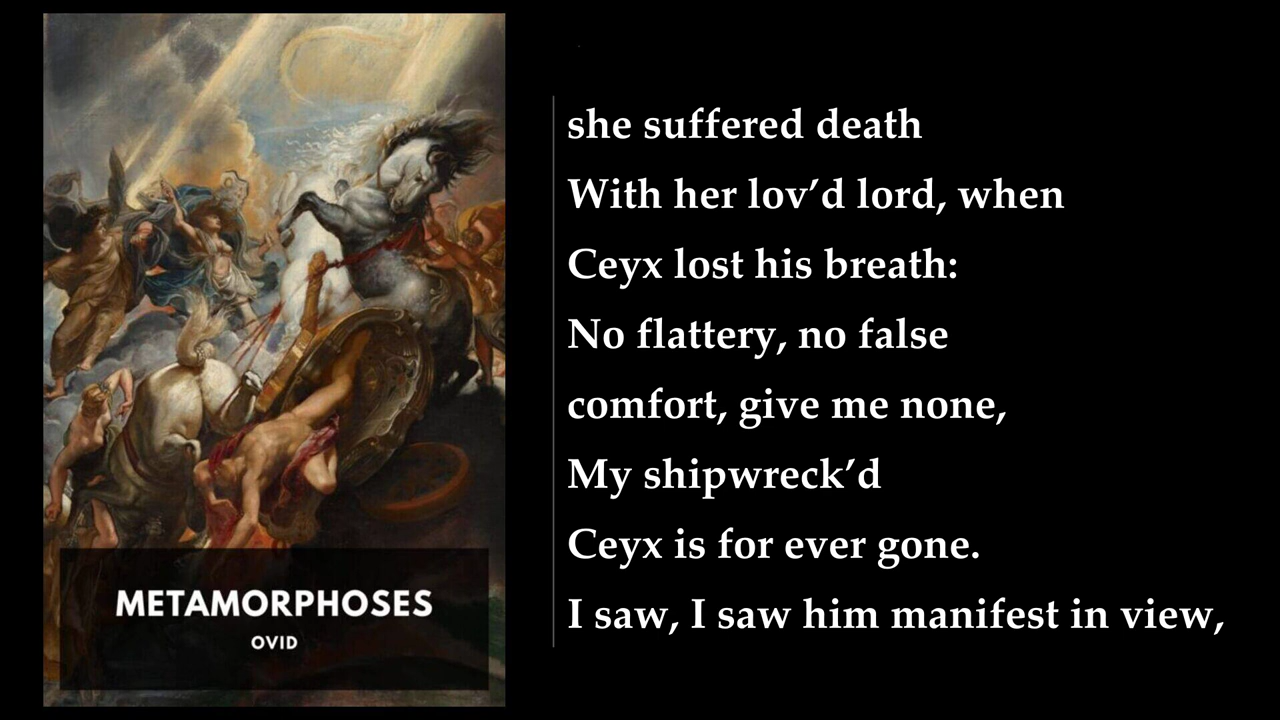 METAMORPHOSES
OVID
she suffered death
With her lov’d lord, when
Ceyx lost his breath:
No flattery, no false
comfort, give me none,
My shipwreck’d
Ceyx is for ever gone.
I saw, I saw him manifest in view,